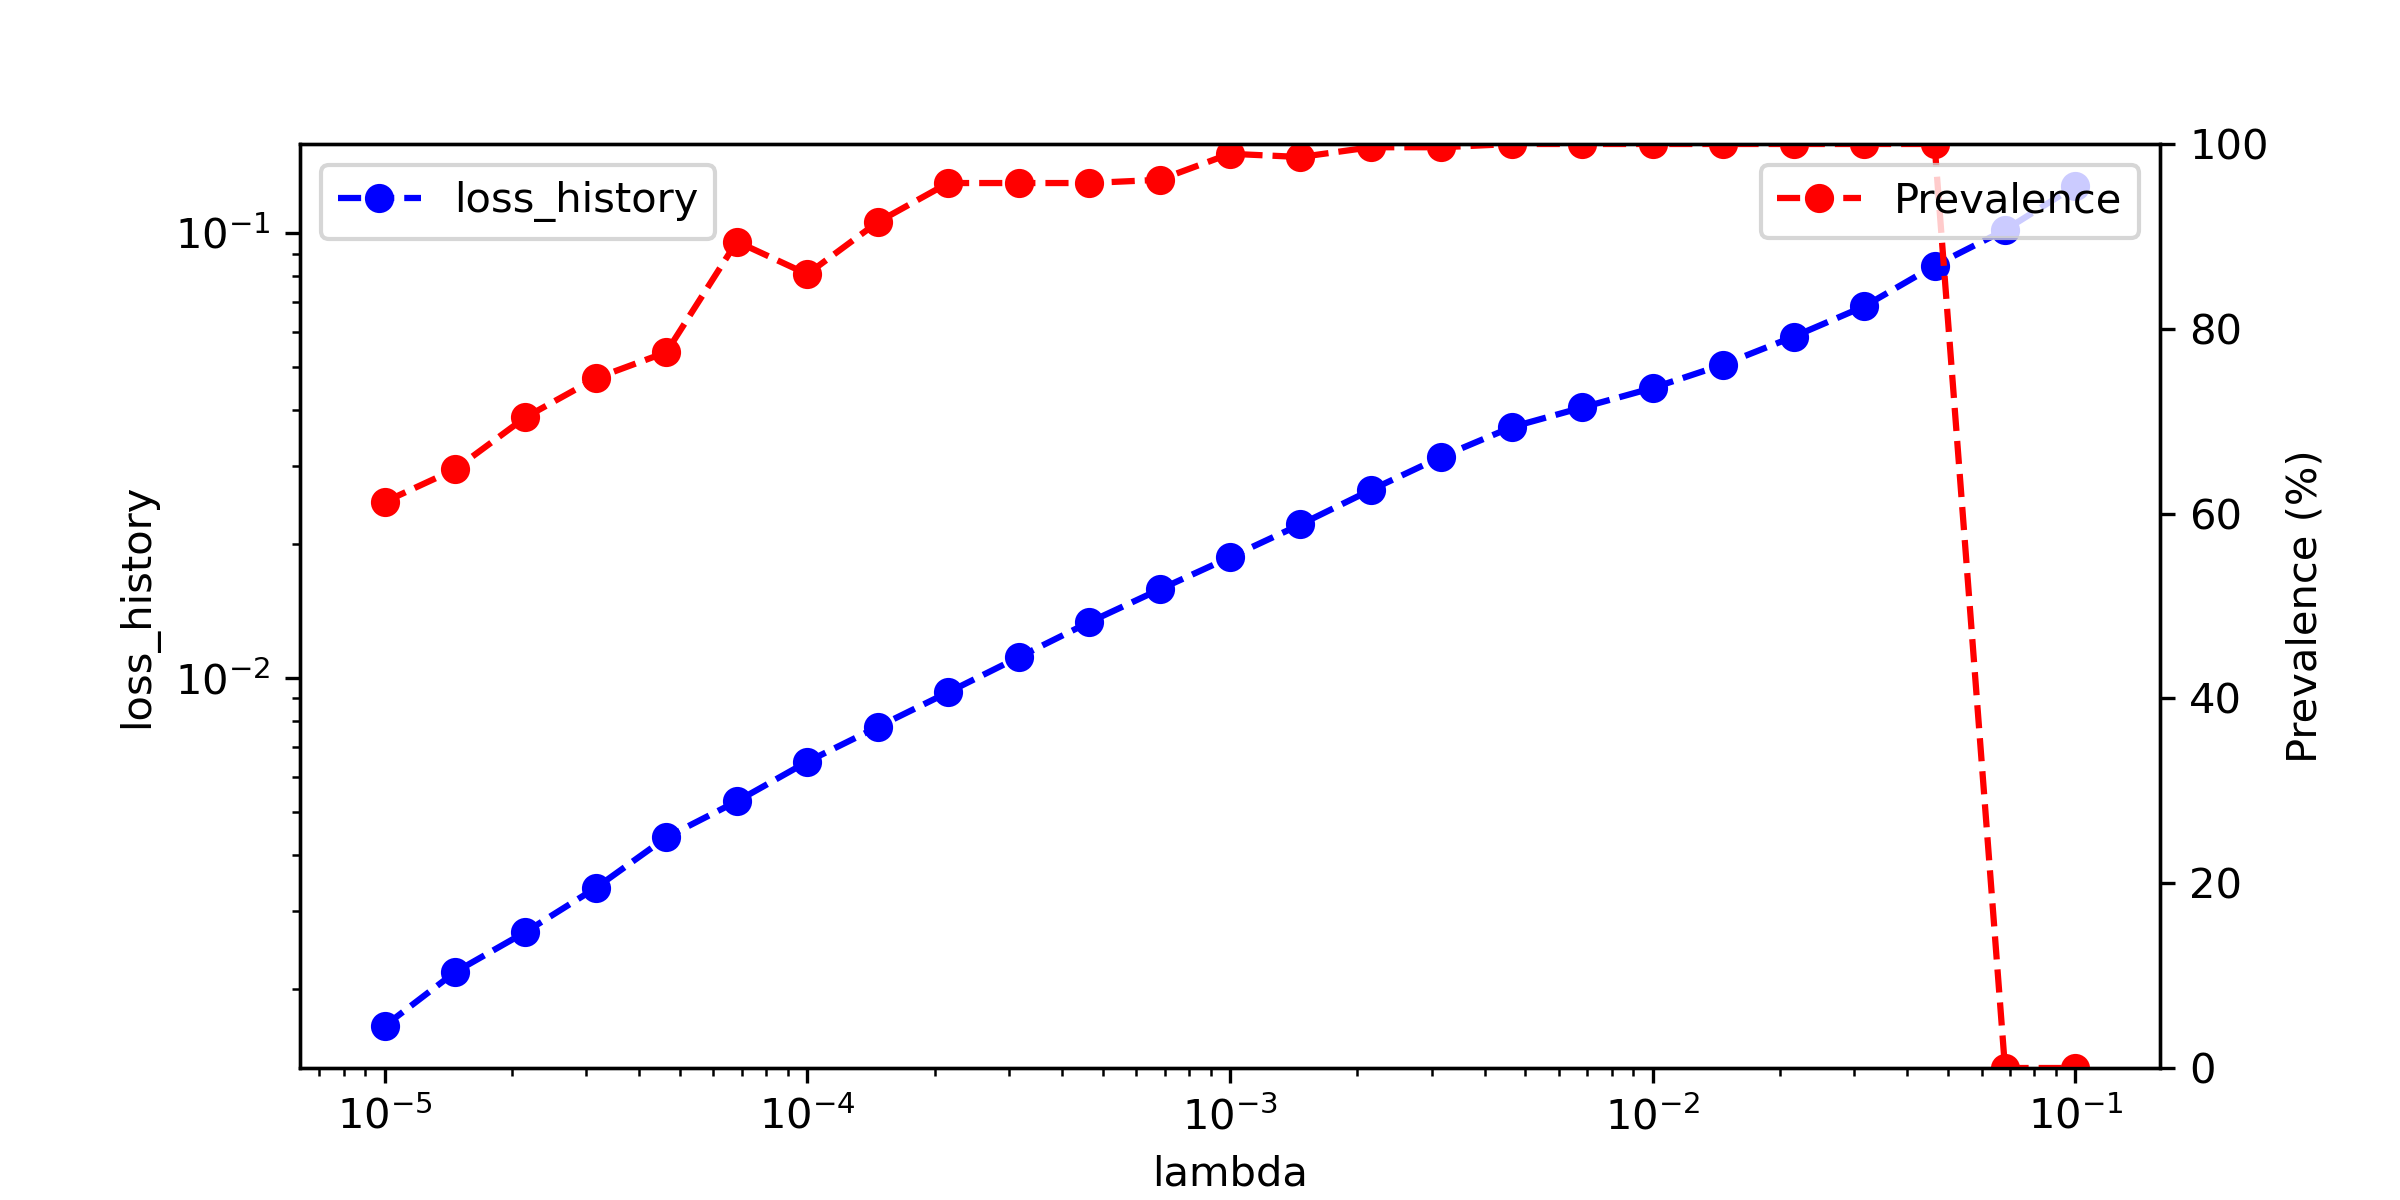 loss_history
Prevalence
10⁻¹
10⁻²
loss_history
100
80
60
40
20
0
Prevalence (%)
10⁻⁵
10⁻⁴
10⁻³
10⁻²
10⁻¹
lambda